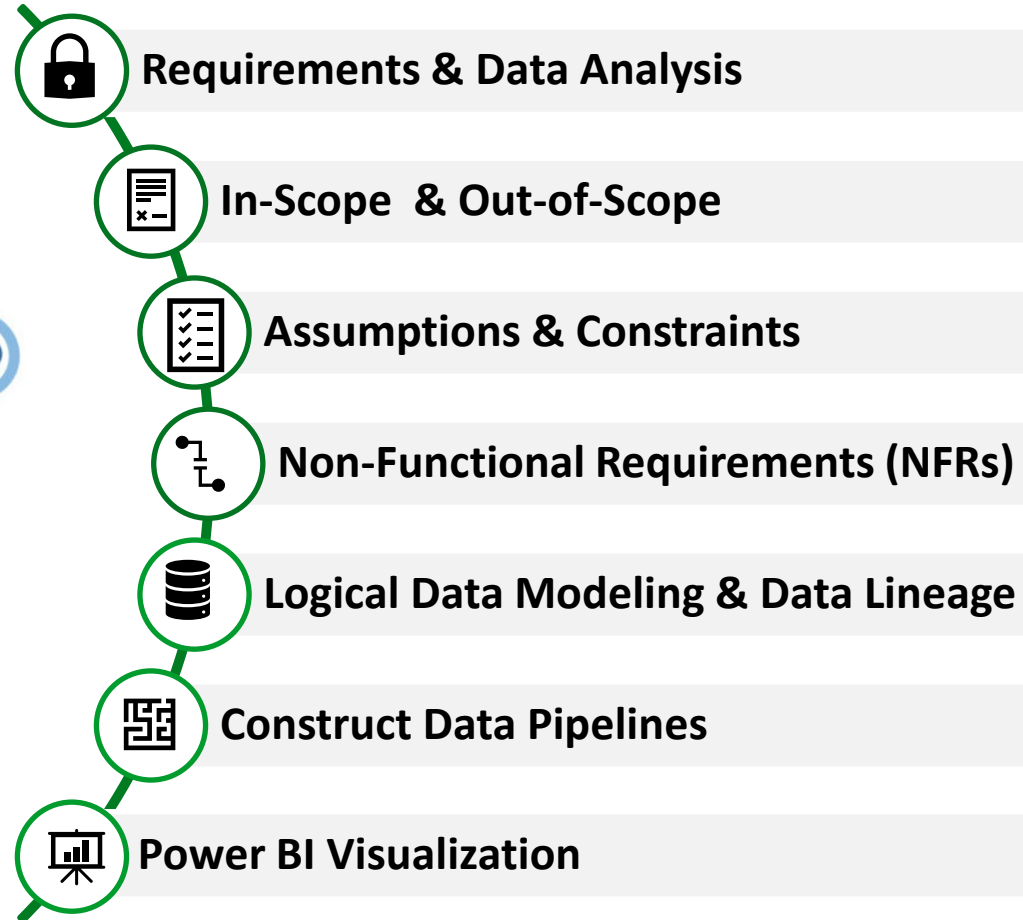 Requirements & Data Analysis
In-Scope & Out-of-Scope
Assumptions & Constraints
Non-Functional Requirements (NFRs)
Logical Data Modeling & Data Lineage
Construct Data Pipelines
Power BI Visualization